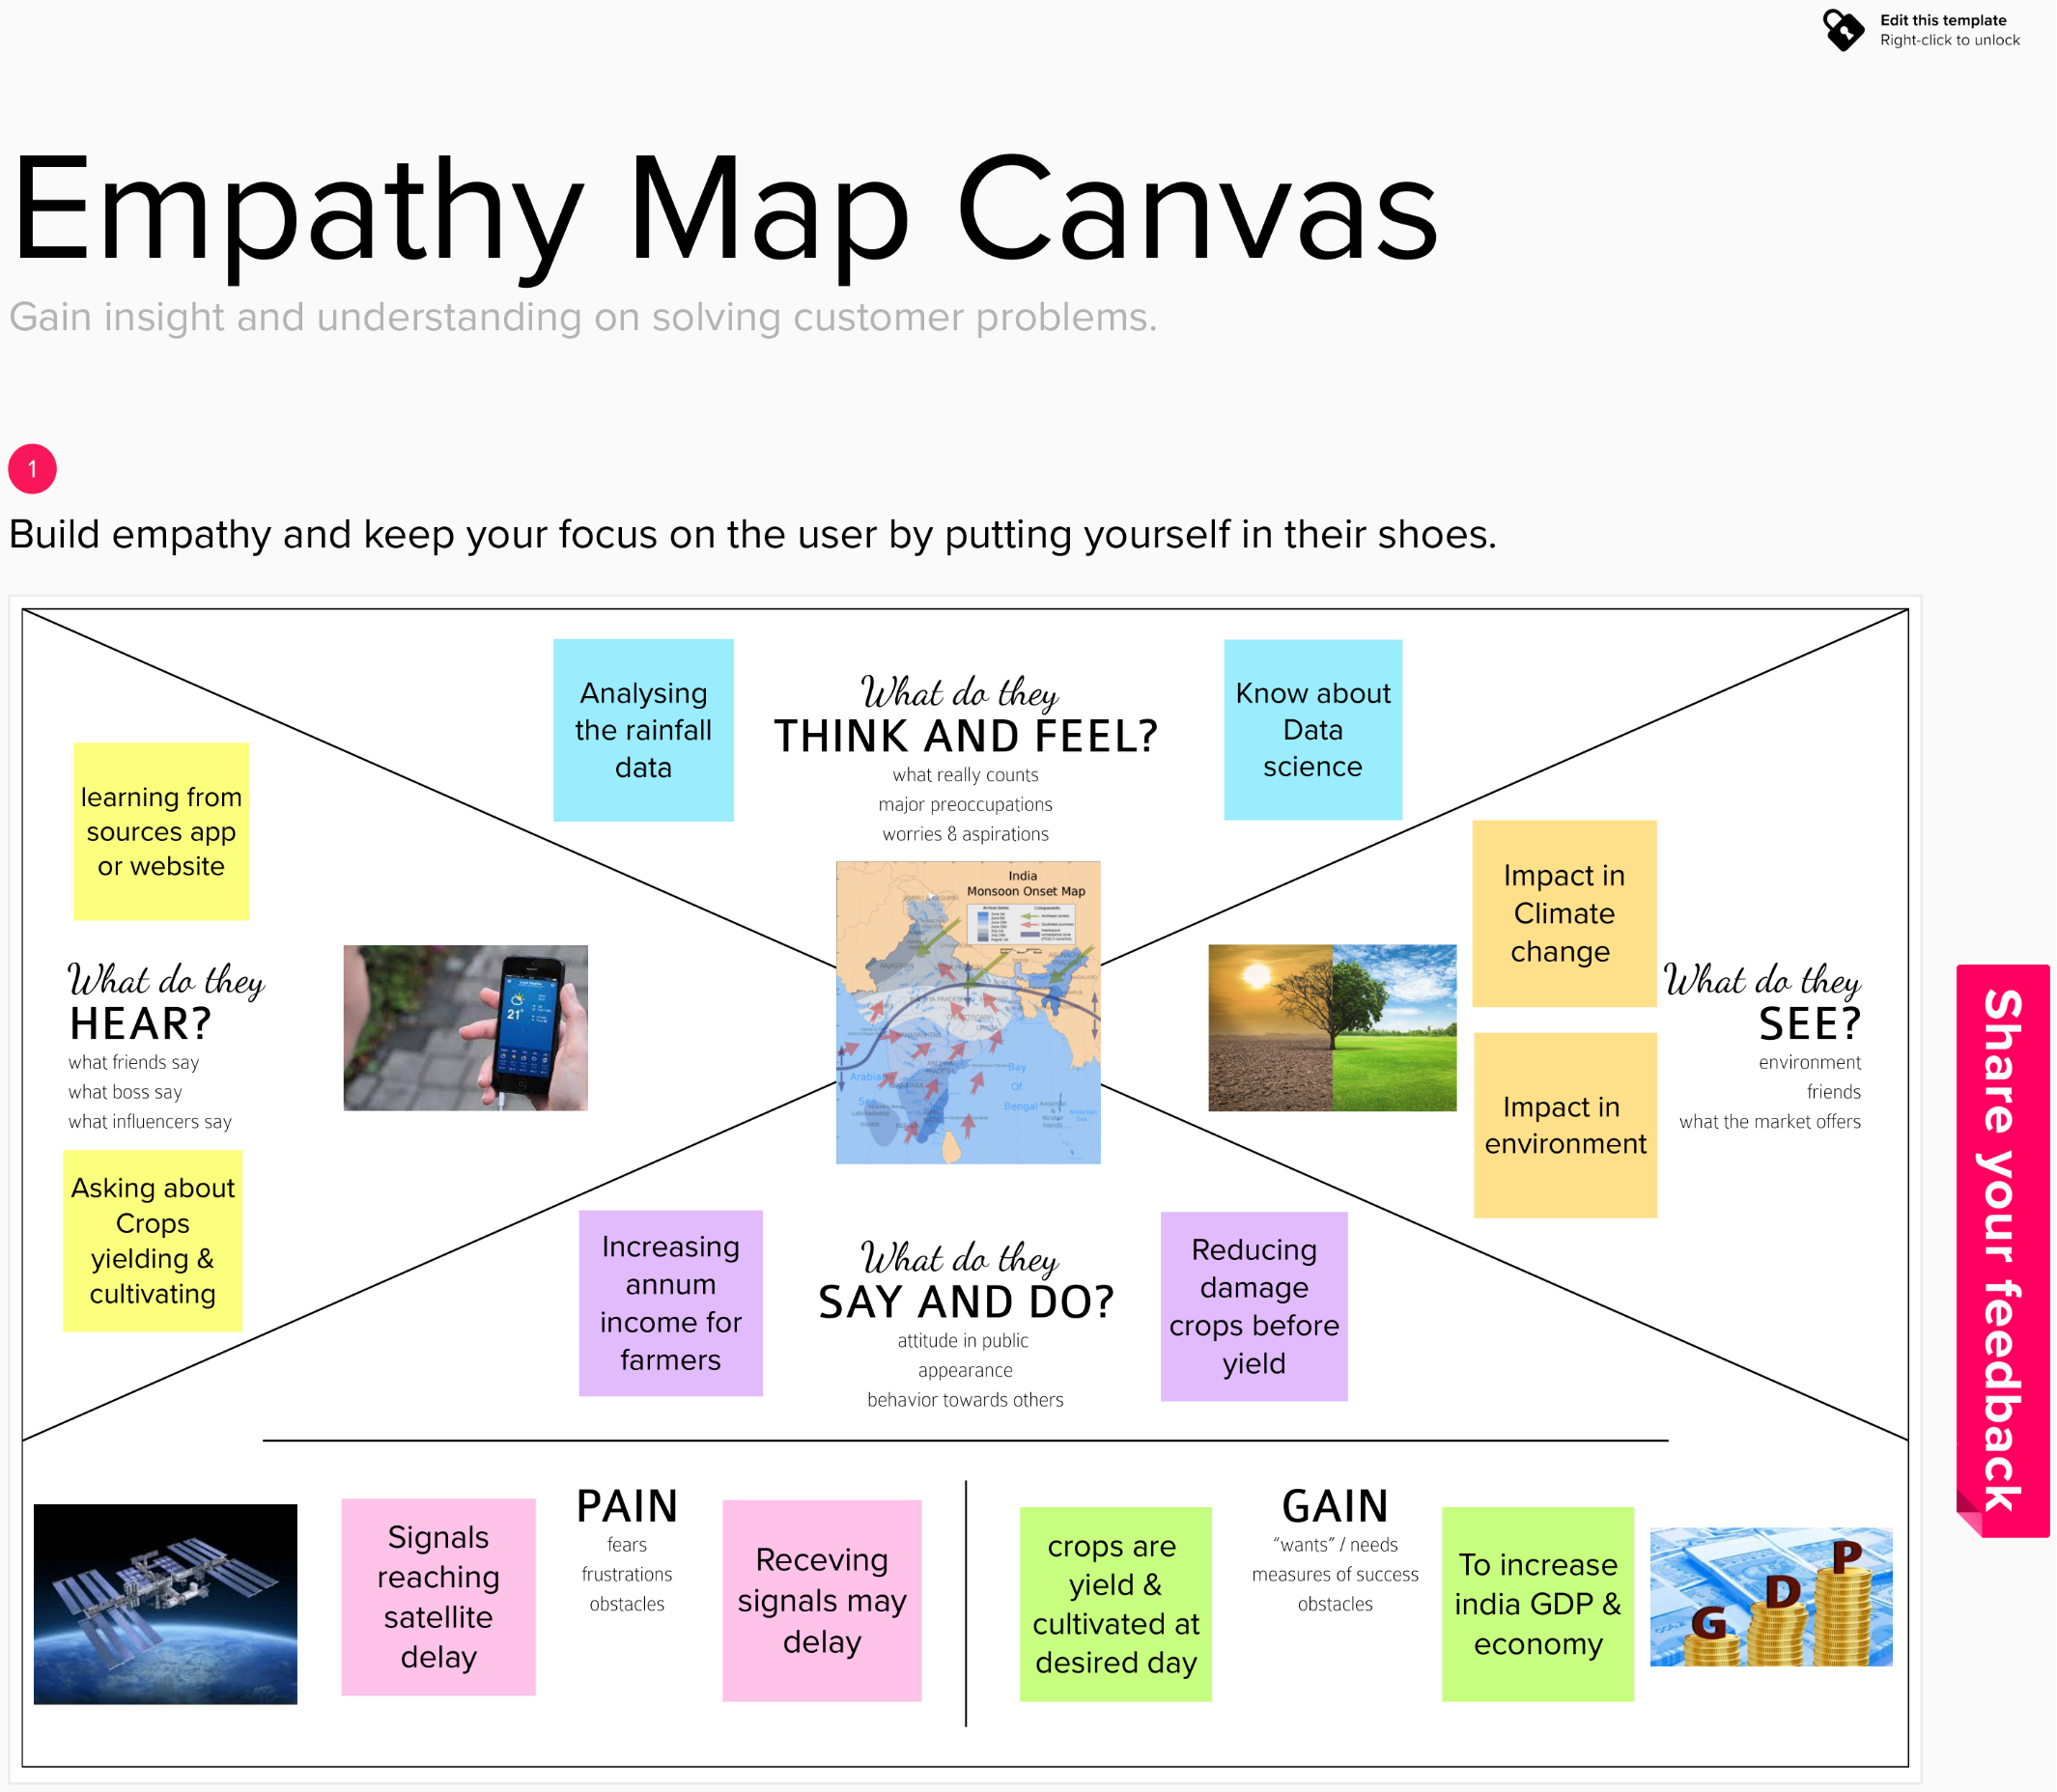 Edit this template
Right-click to unlock
Empathy Map Canvas
Gain insight and understanding on solving customer problems.
1
Build empathy and keep your focus on the user by putting yourself in their shoes.
Analysing
the rainfall
data
What do they
THINK AND FEEL?
what really counts
major preoccupations
worries & aspirations
Know about
Data
science
learning from
sources app
or website
What do they
HEAR?
what friends say
what boss say
what influencers say
Asking about
Crops
yielding &
cultivating
21°
India
Monsoon Onset Map
Arabian
Sea
Bay
Of
Bengal
Impact in
Climate
change
What do they
SEE?
environment
friends
what the market offers
Impact in
environment
Increasing
annum
income for
farmers
What do they
SAY AND DO?
attitude in public
appearance
behavior towards others
Reducing
damage
crops before
yield
Share your feedback
Signals
reaching
satellite
delay
PAIN
fears
frustrations
obstacles
Receving
signals may
delay
crops are
yield &
cultivated at
desired day
GAIN
“wants” / needs
measures of success
obstacles
To increase
india GDP &
economy
G D P